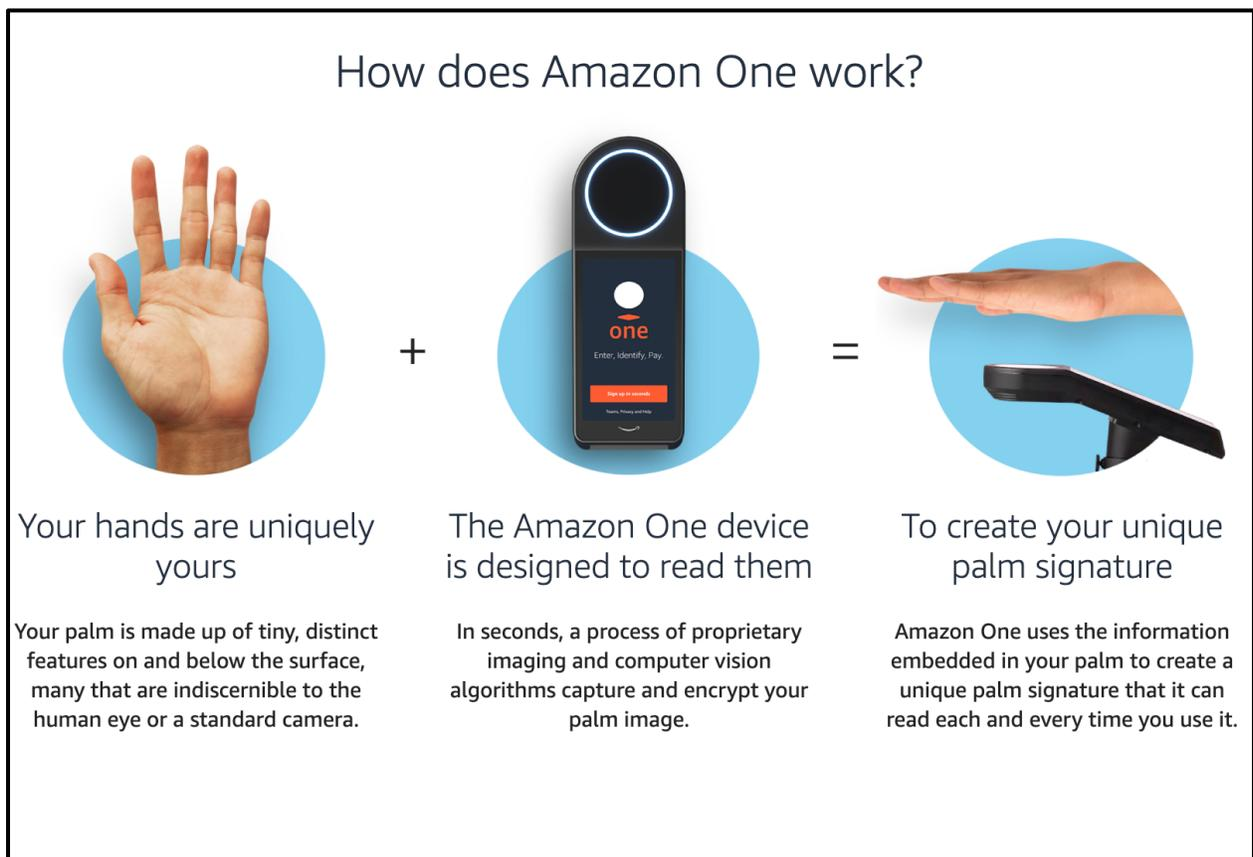 How does Amazon One work?
+
=
one
Enter, Identify, Pay.
Sign up in seconds
Teams, Privacy and Help
Your hands are uniquely
yours
The Amazon One device
is designed to read them
To create your unique
palm signature
Your palm is made up of tiny, distinct
features on and below the surface,
many that are indiscernible to the
human eye or a standard camera.
In seconds, a process of proprietary
imaging and computer vision
algorithms capture and encrypt your
palm image.
Amazon One uses the information
embedded in your palm to create a
unique palm signature that it can
read each and every time you use it.